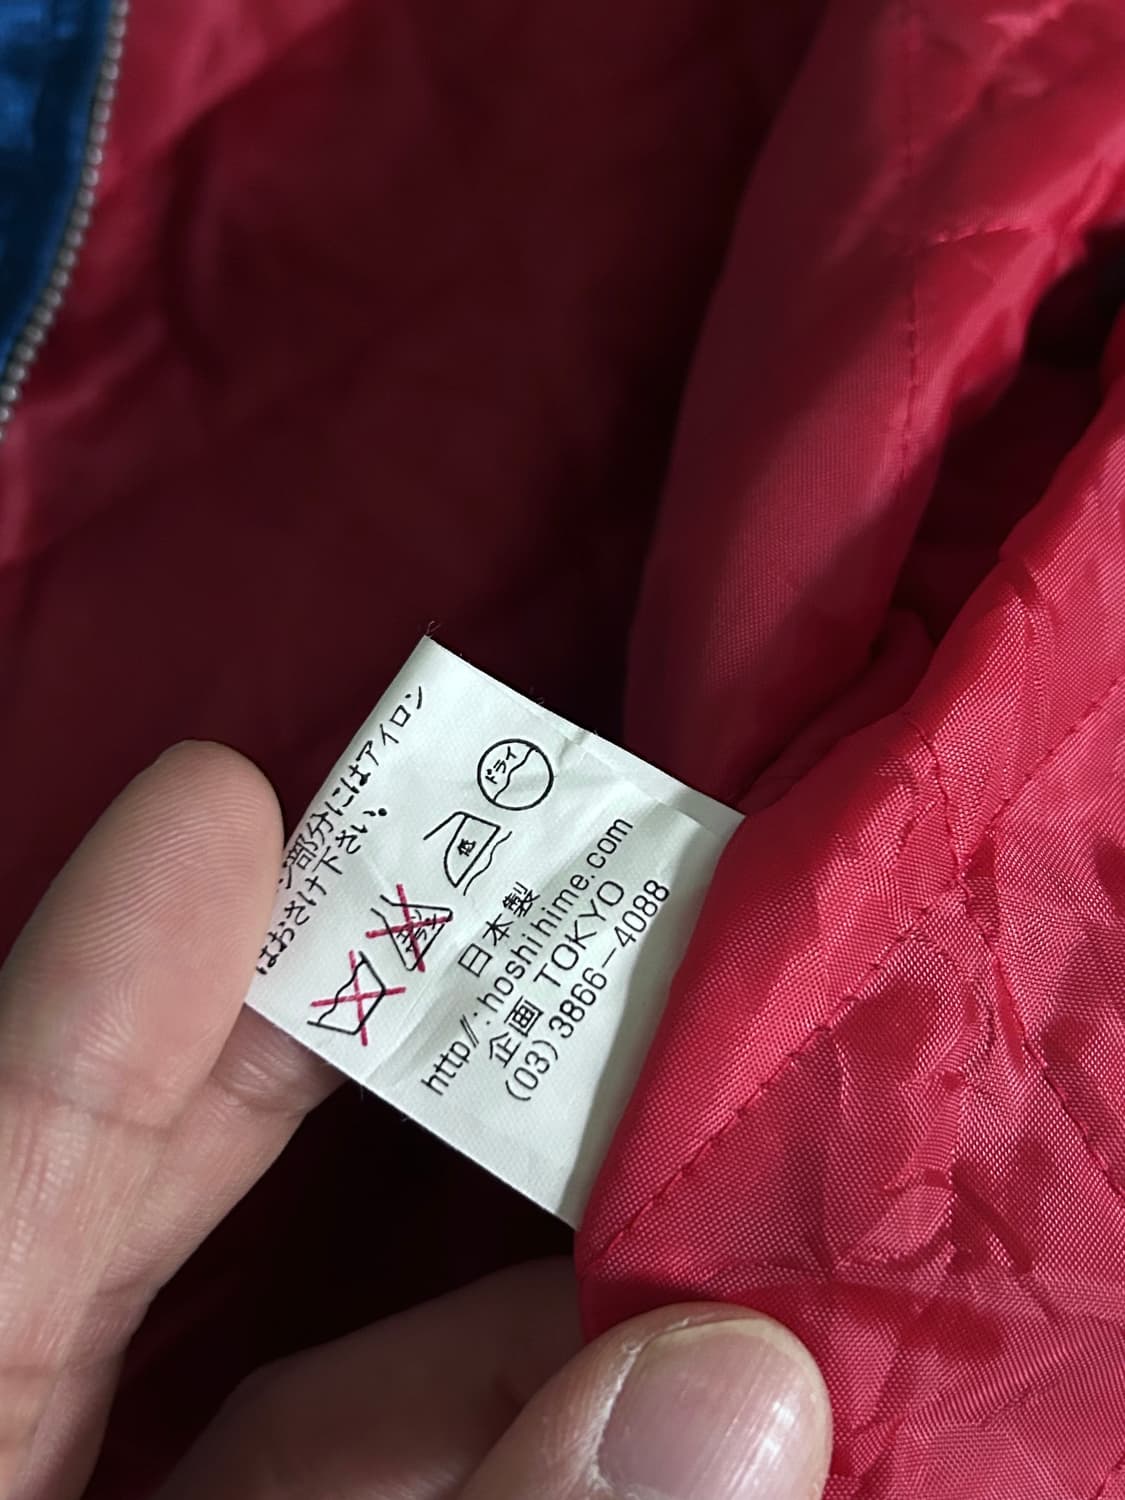 ン部分にはアイロン
はおさけ下さい。
ドライ
低
日本製
http//:hoshihime.com
企画 TOKYO
(03)3866-4088